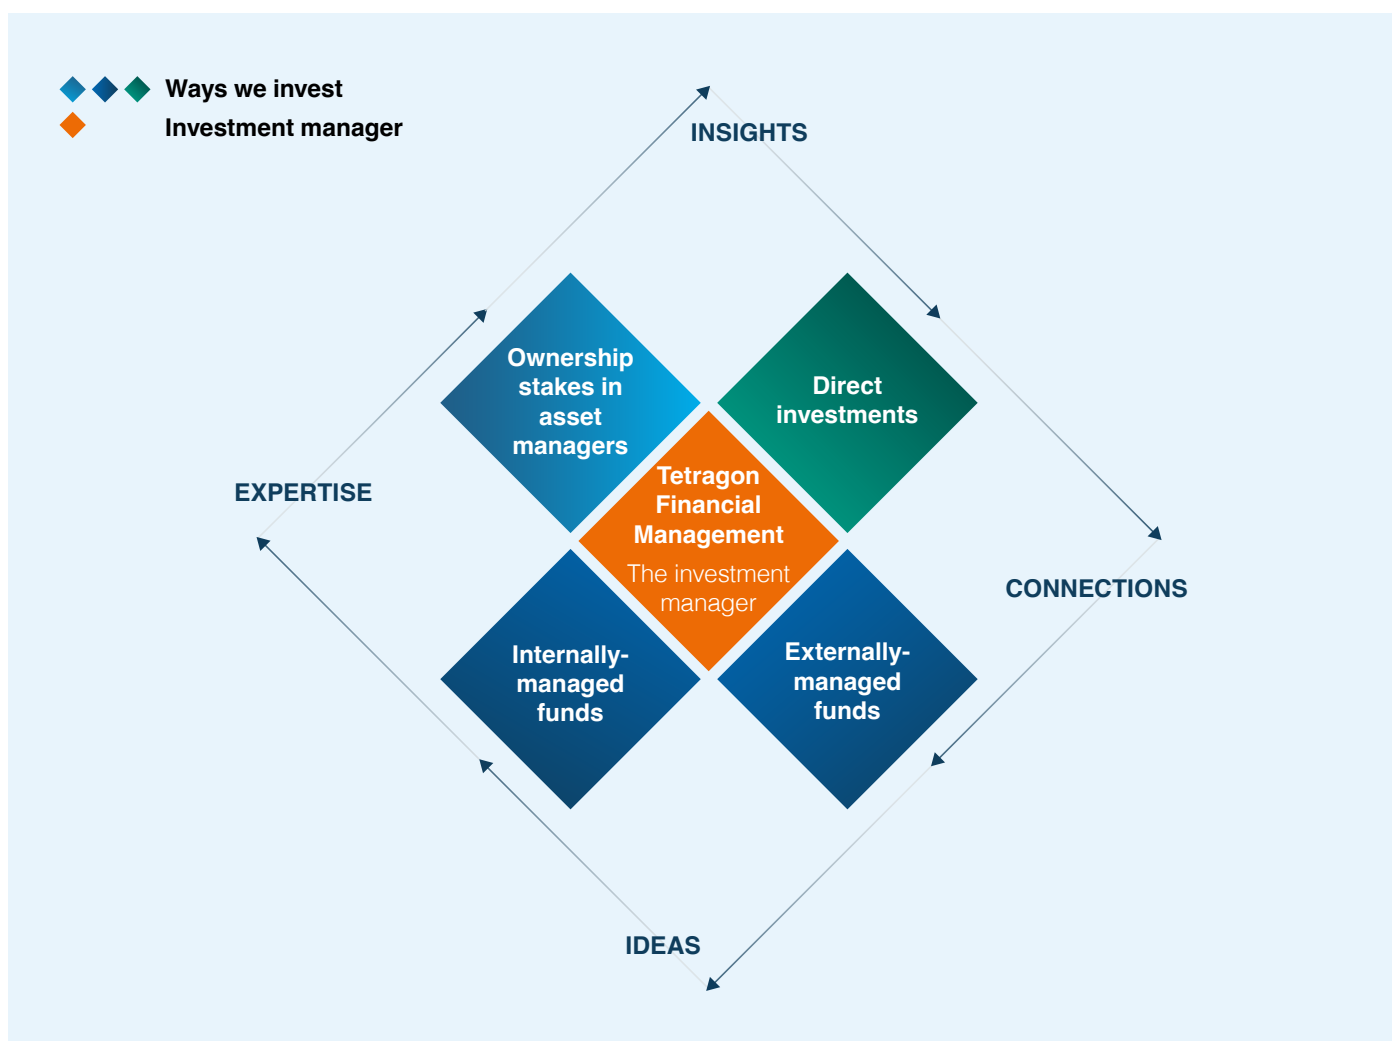 Ways we invest
Investment manager
INSIGHTS
Ownership
stakes in
asset
managers
Direct
investments
Tetragon
Financial
Management
The investment
manager
EXPERTISE
CONNECTIONS
Internally-
managed
funds
Externally-
managed
funds
IDEAS